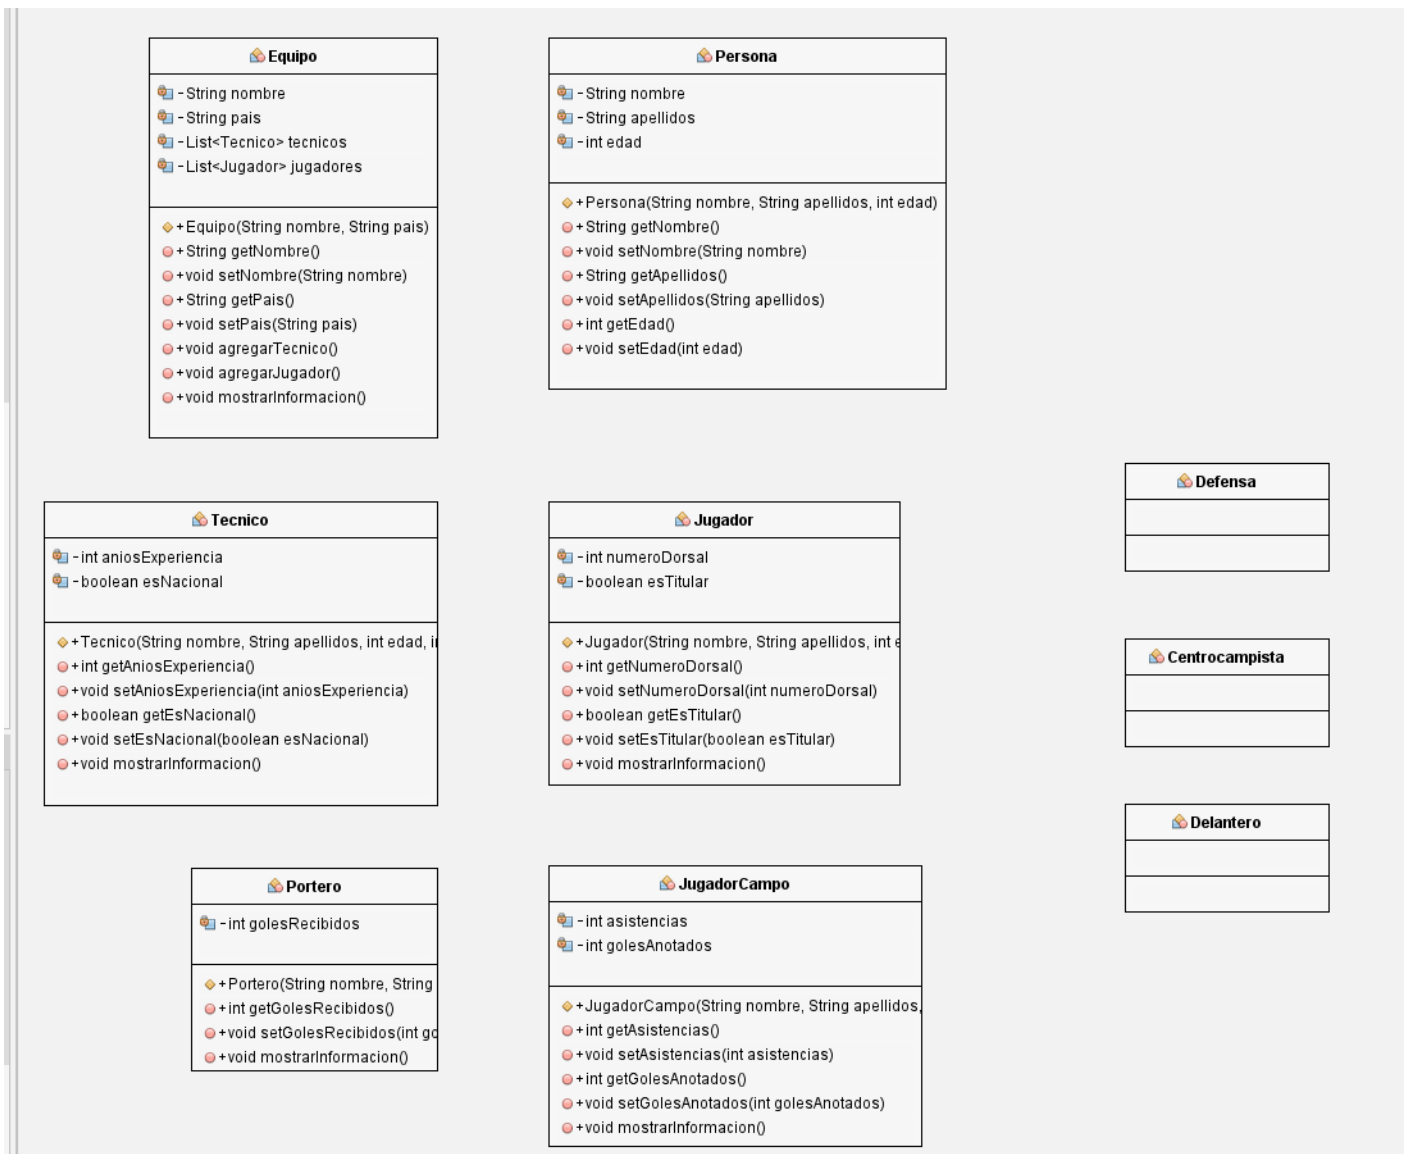 Equipo
-String nombre
-String pais
-List<Tecnico> tecnicos
-List<Jugador> jugadores
+Equipo(String nombre, String pais)
+String getNombre()
+void setNombre(String nombre)
+String getPais()
+void setPais(String pais)
+void agregarTecnico()
+void agregarJugador()
+void mostrarInformacion()
Persona
-String nombre
-String apellidos
-int edad
+Persona(String nombre, String apellidos, int edad)
+String getNombre()
+void setNombre(String nombre)
+String getApellidos()
+void setApellidos(String apellidos)
+int getEdad()
+void setEdad(int edad)
Tecnico
-int aniosExperiencia
-boolean esNacional
+Tecnico(String nombre, String apellidos, int edad,
+int getAniosExperiencia()
+void setAniosExperiencia(int aniosExperiencia)
+boolean getEsNacional()
+void setEsNacional(boolean esNacional)
+void mostrarInformacion()
Jugador
-int numeroDorsal
-boolean esTitular
+Jugador(String nombre, String apellidos, int e
+int getNumeroDorsal()
+void setNumeroDorsal(int numeroDorsal)
+boolean getEsTitular()
+void setEsTitular(boolean esTitular)
+void mostrarInformacion()
Defensa
Centrocampista
Delantero
Portero
-int golesRecibidos
+Portero(String nombre, String
+int getGolesRecibidos()
+void setGolesRecibidos(int go
+void mostrarInformacion()
JugadorCampo
-int asistencias
-int golesAnotados
+JugadorCampo(String nombre, String apellidos,
+int getAsistencias()
+void setAsistencias(int asistencias)
+int getGolesAnotados()
+void setGolesAnotados(int golesAnotados)
+void mostrarInformacion()